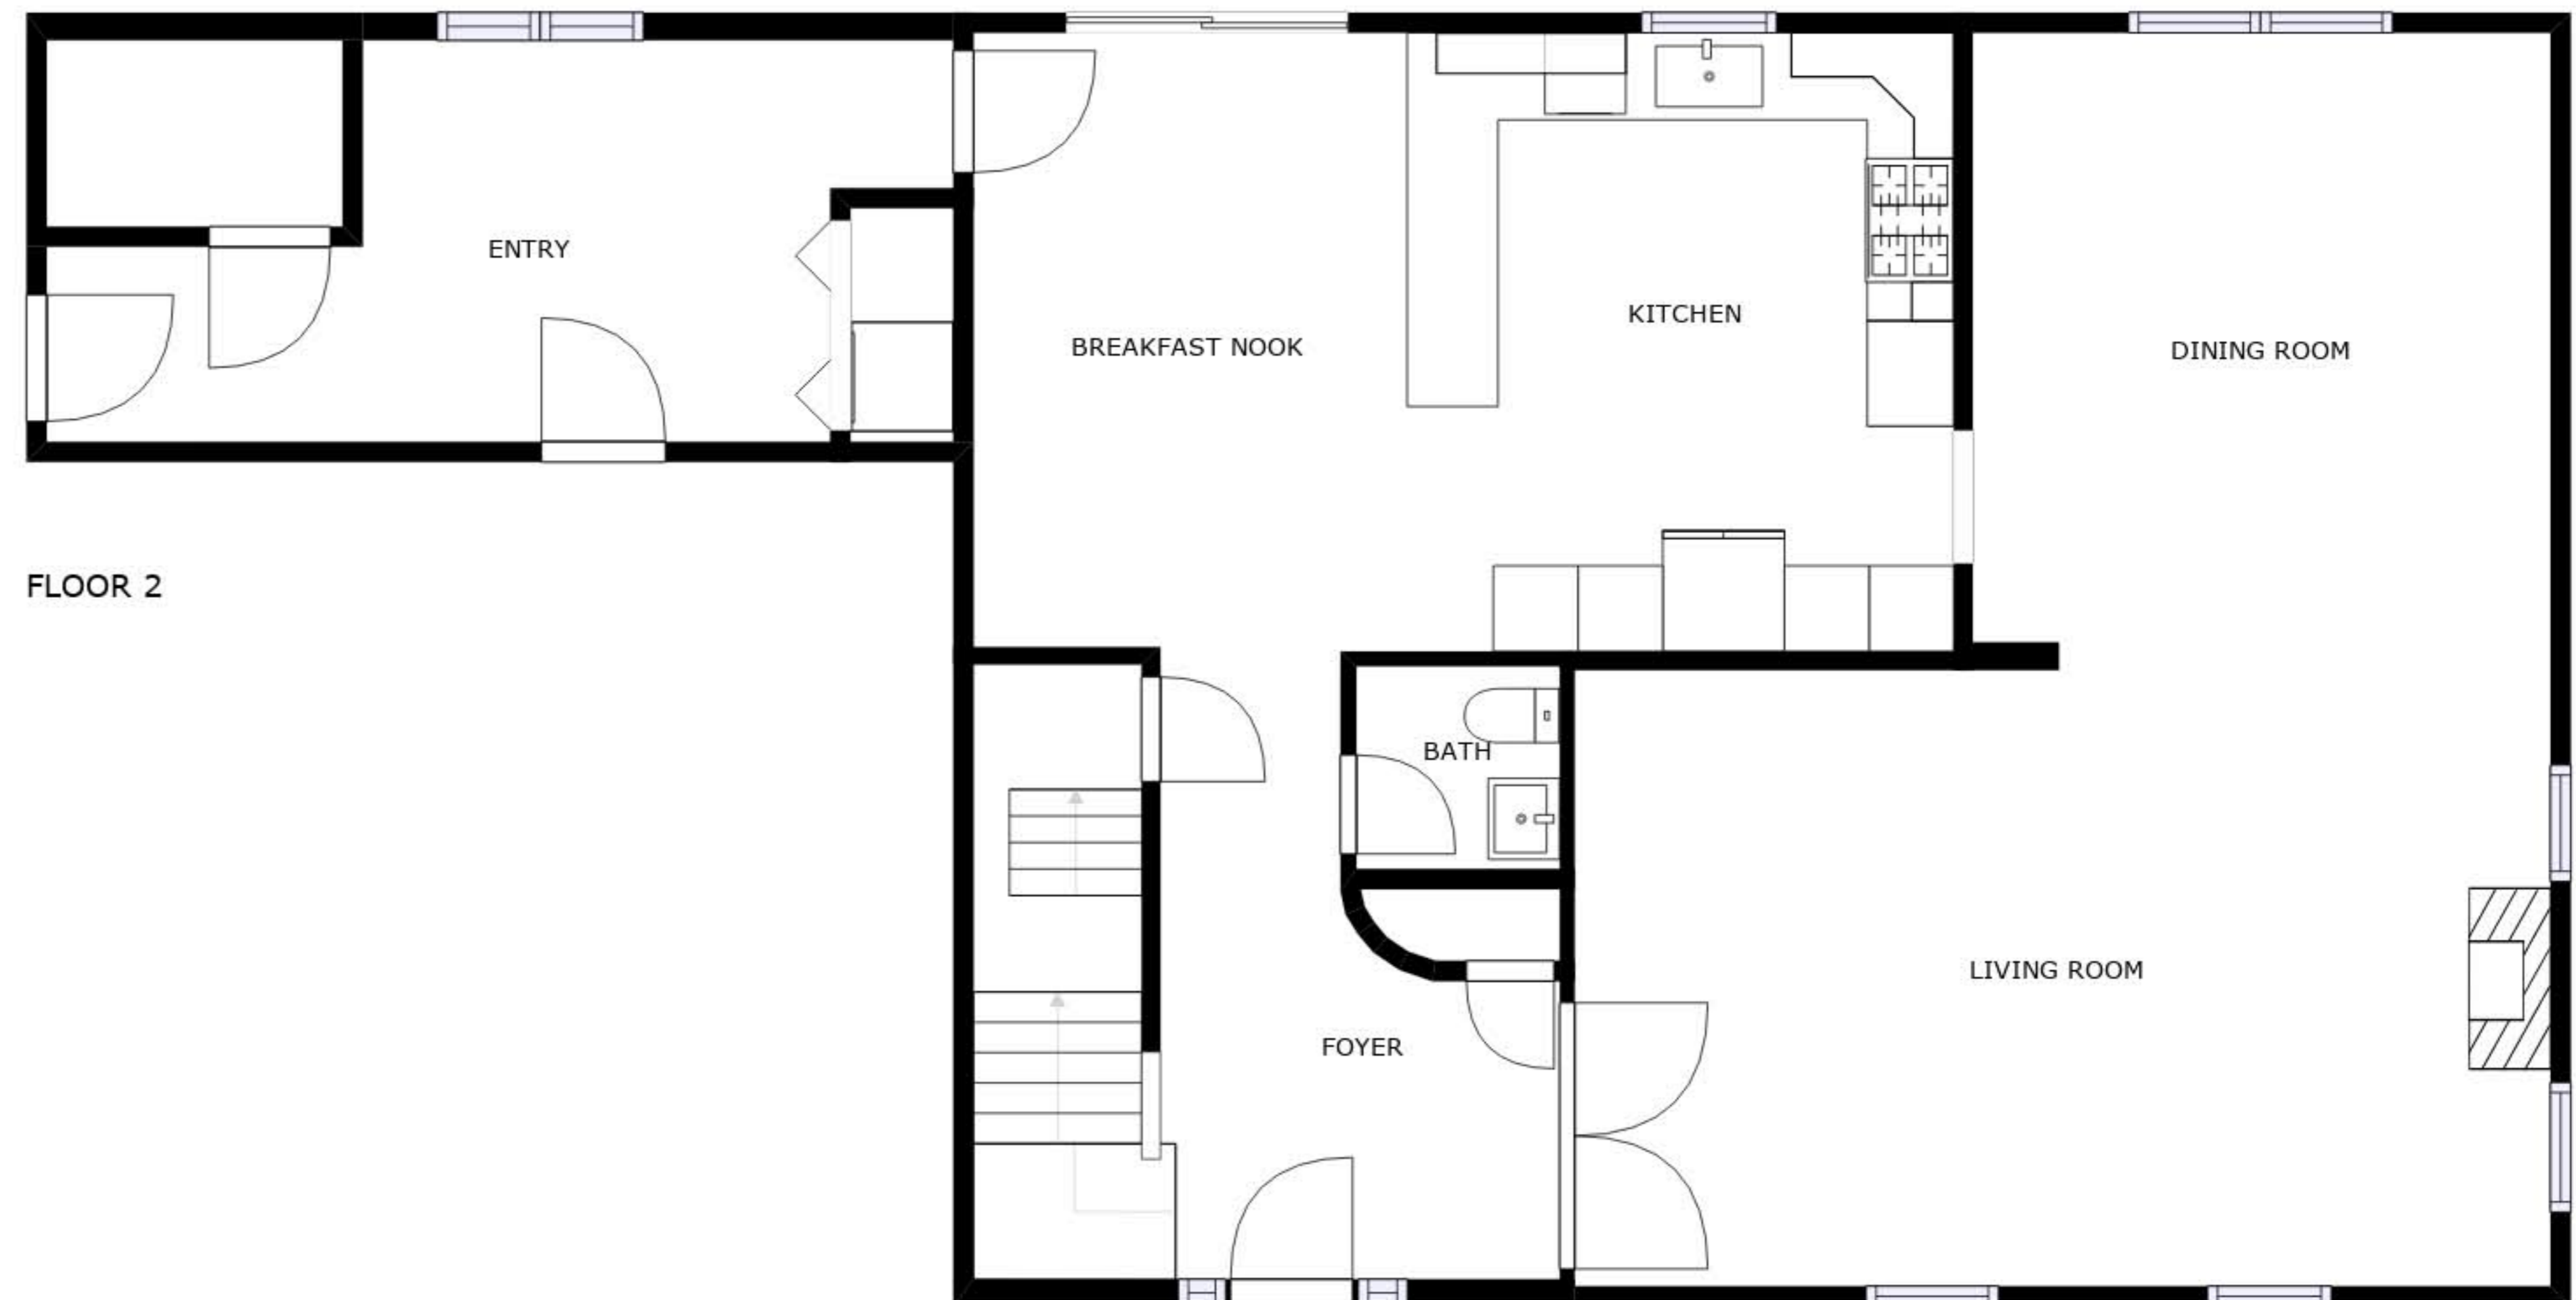 ENTRY
KITCHEN
BREAKFAST NOOK
DINING ROOM
FLOOR 2
BATH
LIVING ROOM
FOYER